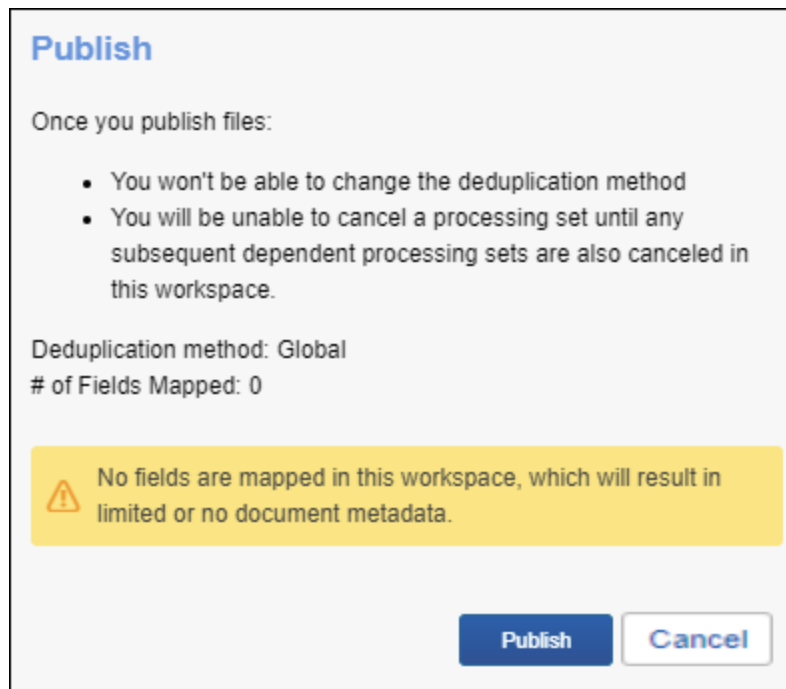 Publish
Once you publish files:
• You won't be able to change the deduplication method
• You will be unable to cancel a processing set until any
subsequent dependent processing sets are also canceled in
this workspace.
Deduplication method: Global
# of Fields Mapped: 0
No fields are mapped in this workspace, which will result in
limited or no document metadata.
Publish Cancel